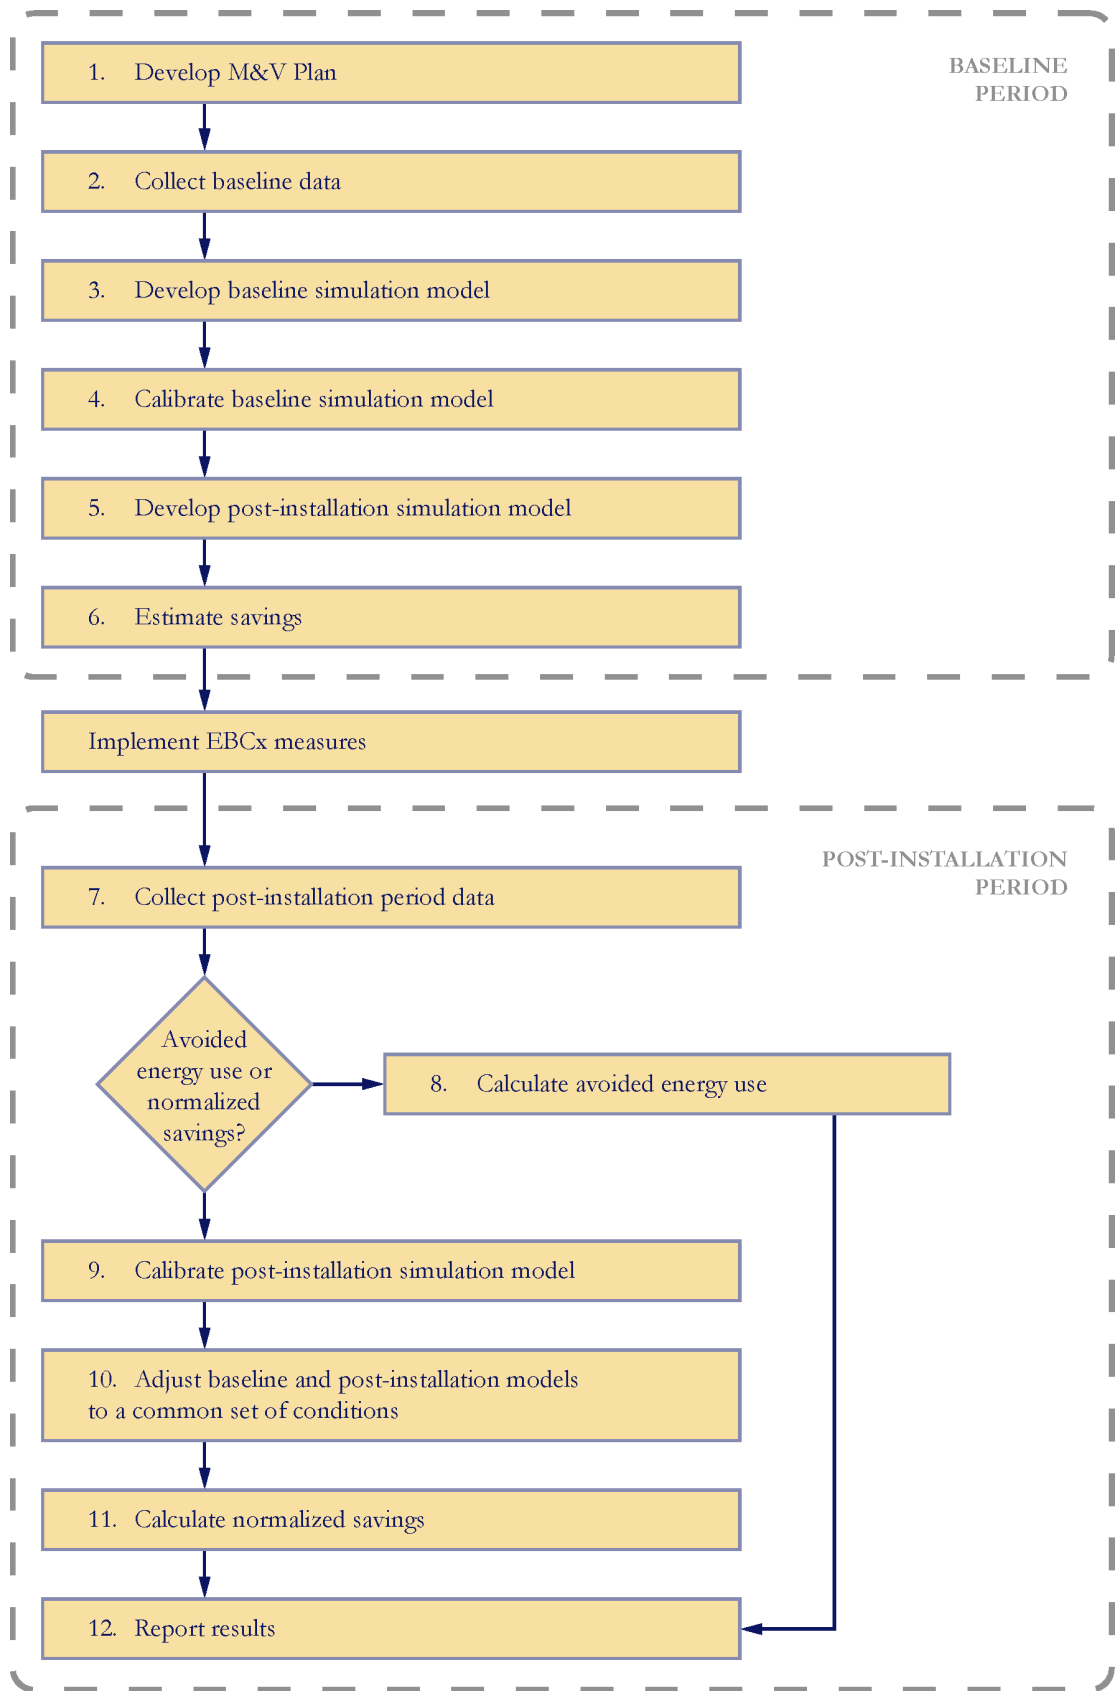 BASELINE
PERIOD
1. Develop M&V Plan
2. Collect baseline data
3. Develop baseline simulation model
4. Calibrate baseline simulation model
5. Develop post-installation simulation model
6. Estimate savings
Implement EBCx measures
POST-INSTALLATION
PERIOD
7. Collect post-installation period data
Avoided
energy use or
normalized
savings?
8. Calculate avoided energy use
9. Calibrate post-installation simulation model
10. Adjust baseline and post-installation models
to a common set of conditions
11. Calculate normalized savings
12. Report results